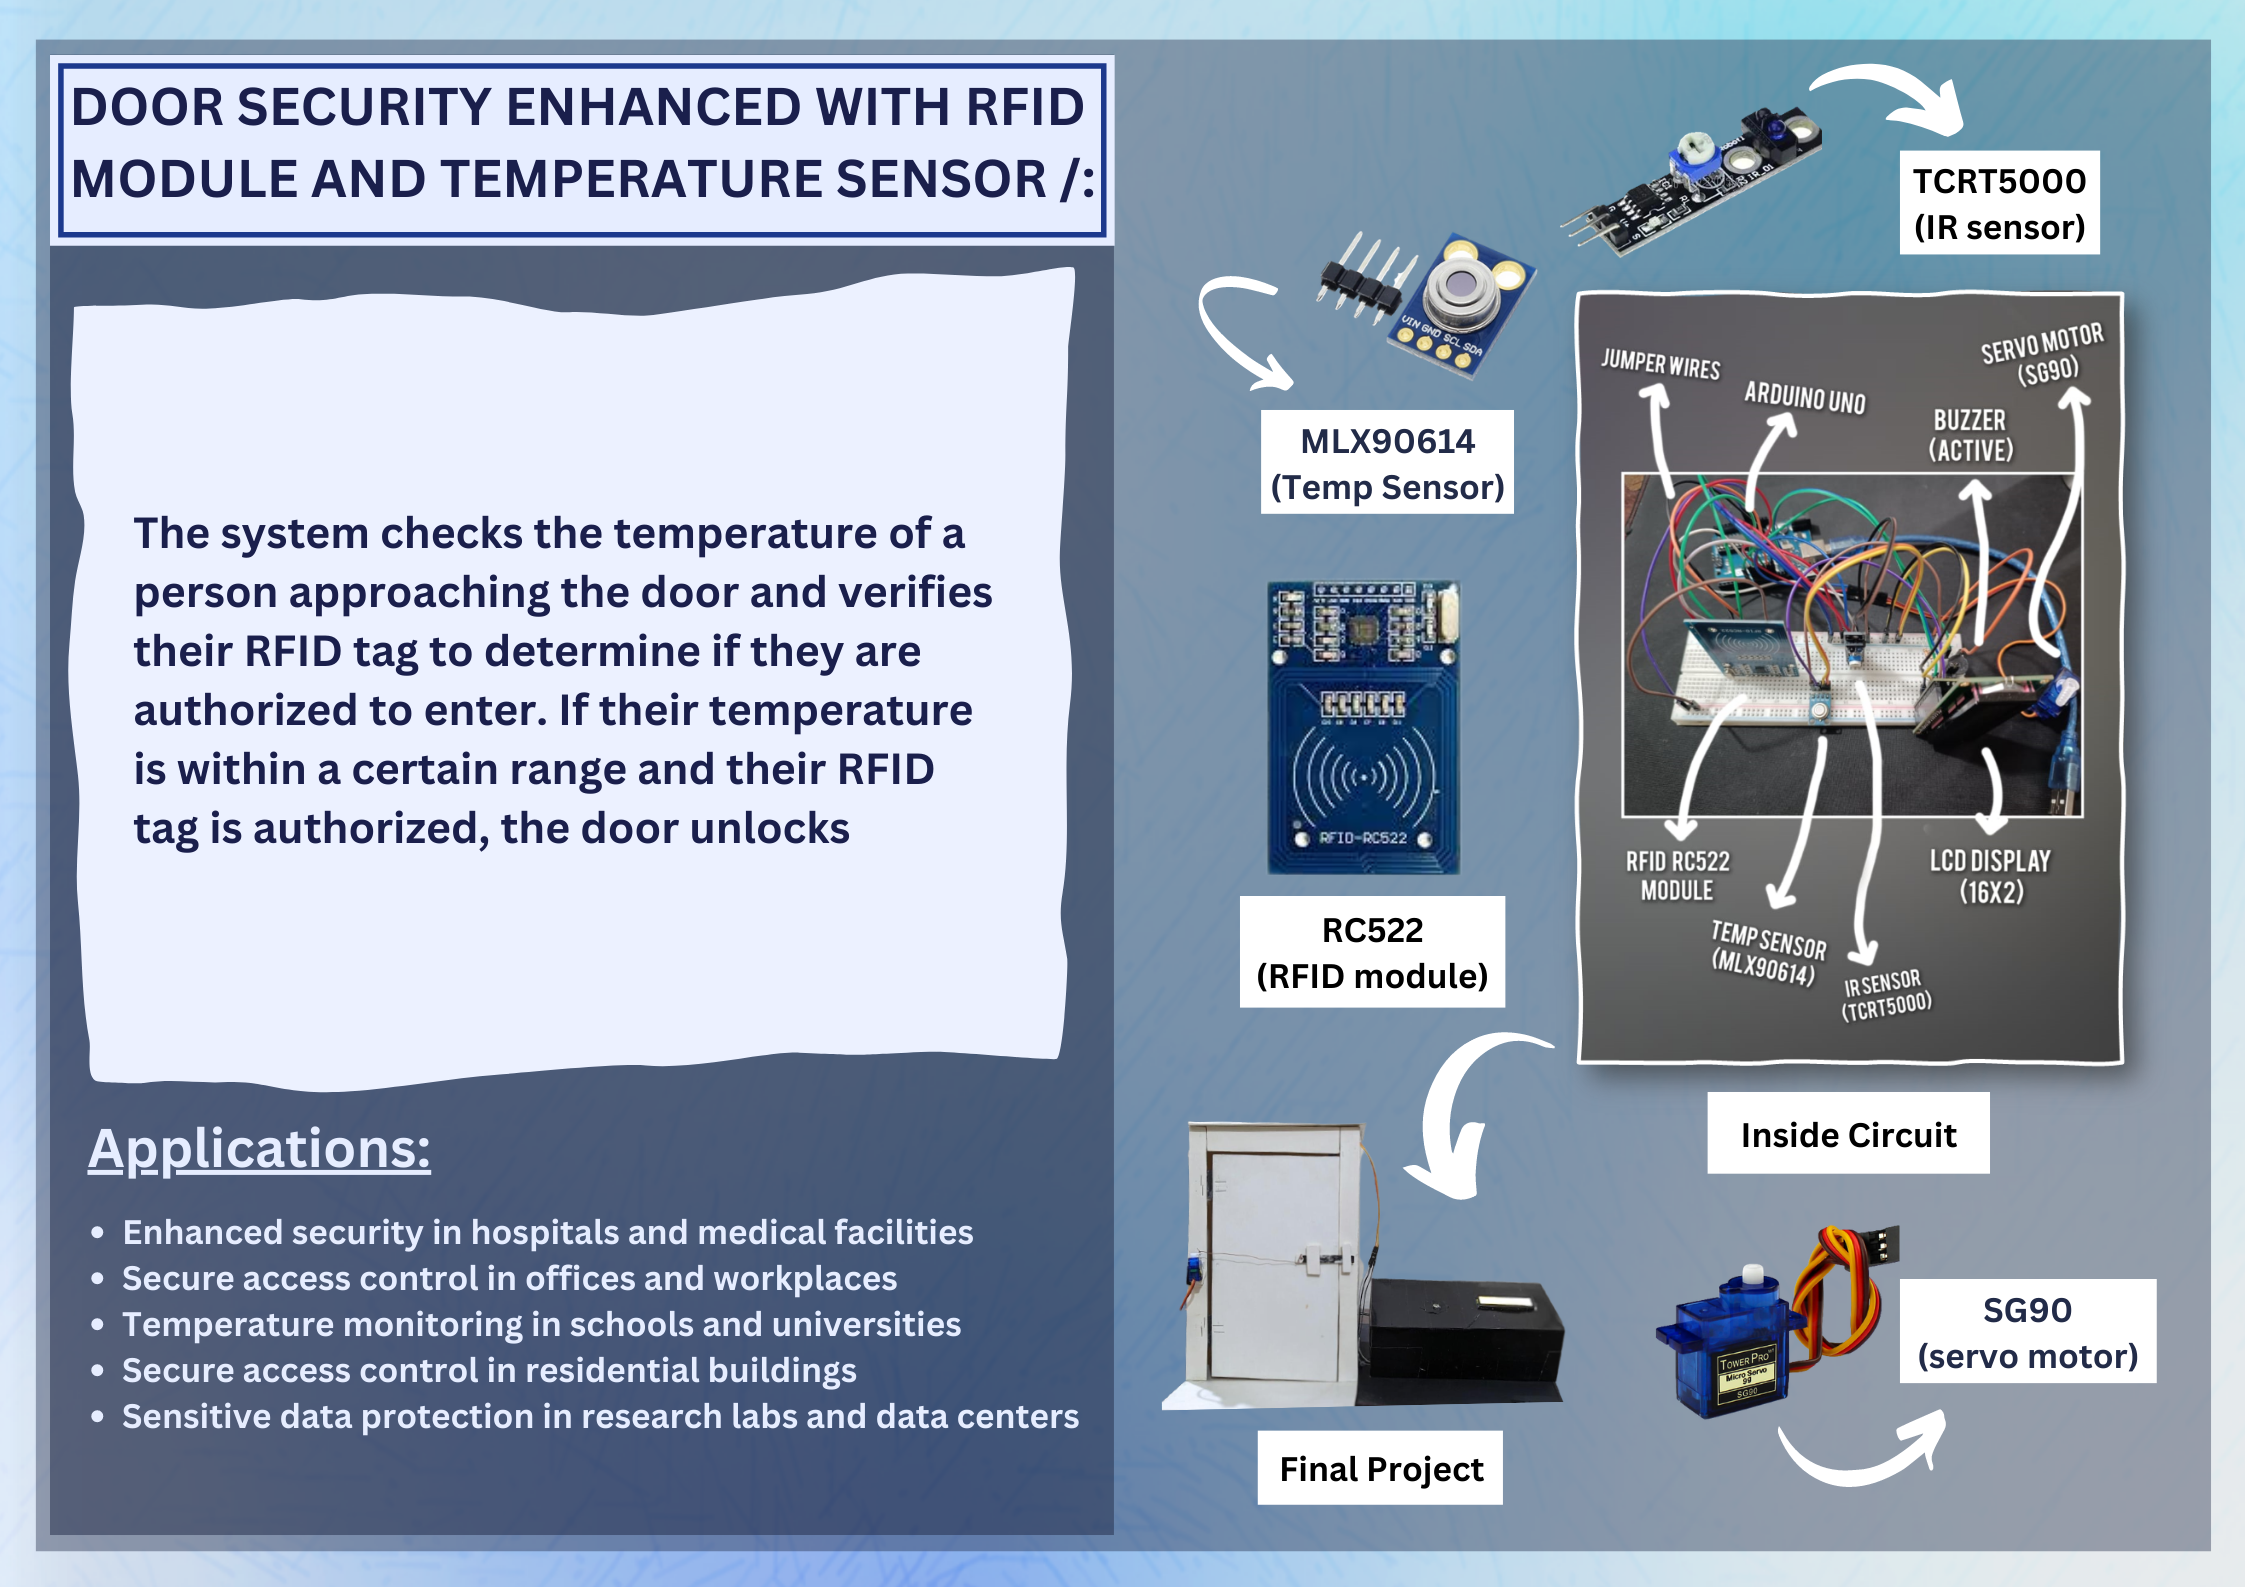 DOOR SECURITY ENHANCED WITH RFID
MODULE AND TEMPERATURE SENSOR /:
The system checks the temperature of a
person approaching the door and verifies
their RFID tag to determine if they are
authorized to enter. If their temperature
is within a certain range and their RFID
tag is authorized, the door unlocks
Applications:
• Enhanced security in hospitals and medical facilities
• Secure access control in offices and workplaces
• Temperature monitoring in schools and universities
• Secure access control in residential buildings
• Sensitive data protection in research labs and data centers
TCRT5000
(IR sensor)
VIN GND SCL SDA
MLX90614
(Temp Sensor)
RFID-RC522
RC522
(RFID module)
JUMPER WIRES
ARDUINO UNO
BUZZER
(ACTIVE)
SERVO MOTOR
(SG90)
RFID RC522
MODULE
TEMP SENSOR
(MLX90614)
IR SENSOR
(TCRT5000)
LCD DISPLAY
(16X2)
Inside Circuit
Final Project
TOWER PRO
Micro Servo
9g
SG90
SG90
(servo motor)